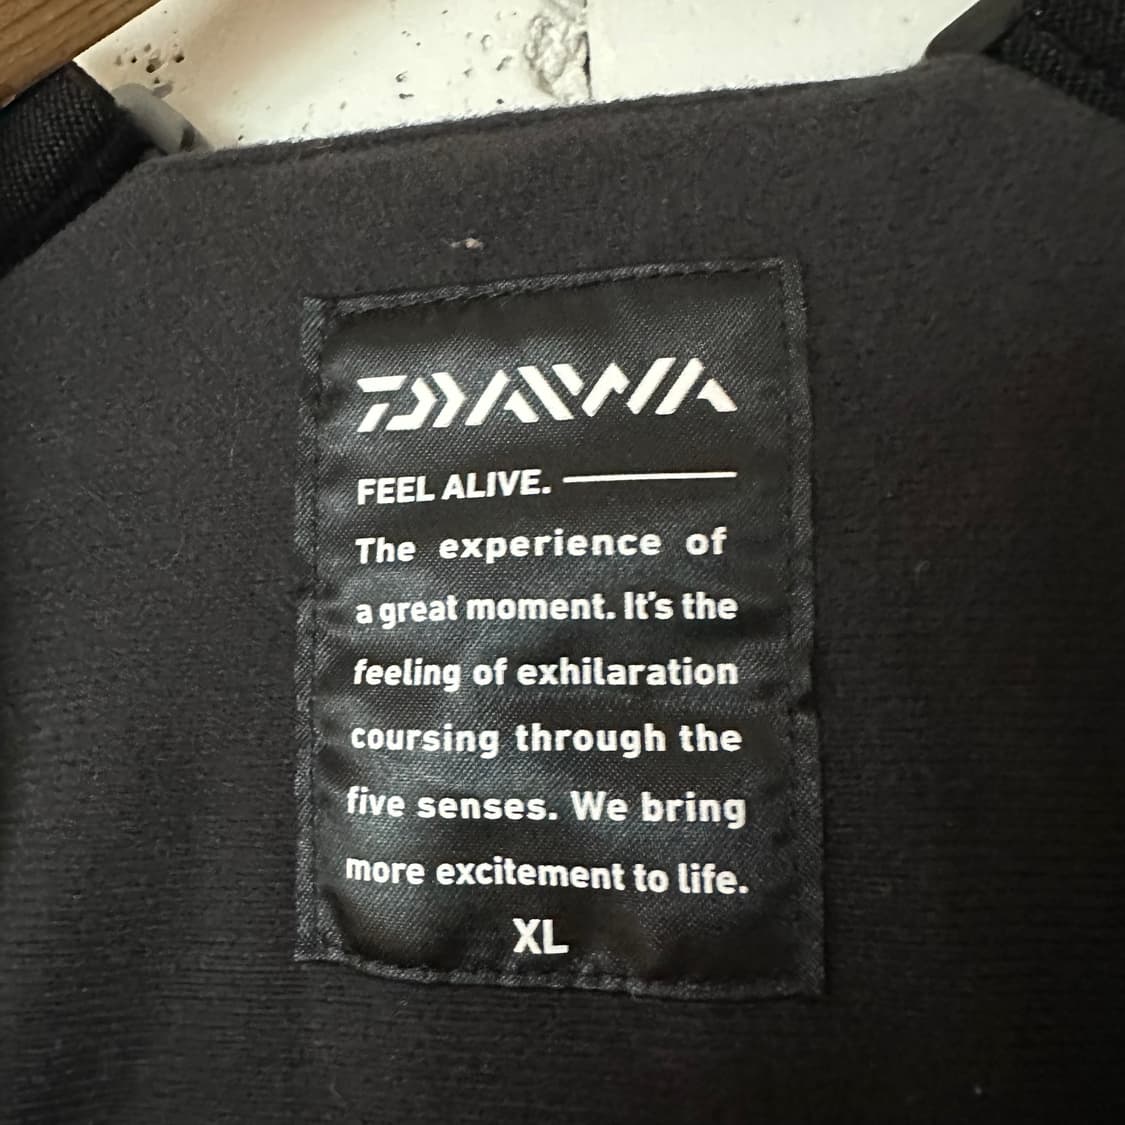 DAIWA
FEEL ALIVE.
The experience of
a great moment. It's the
feeling of exhilaration
coursing through the
five senses. We bring
more excitement to life.
XL